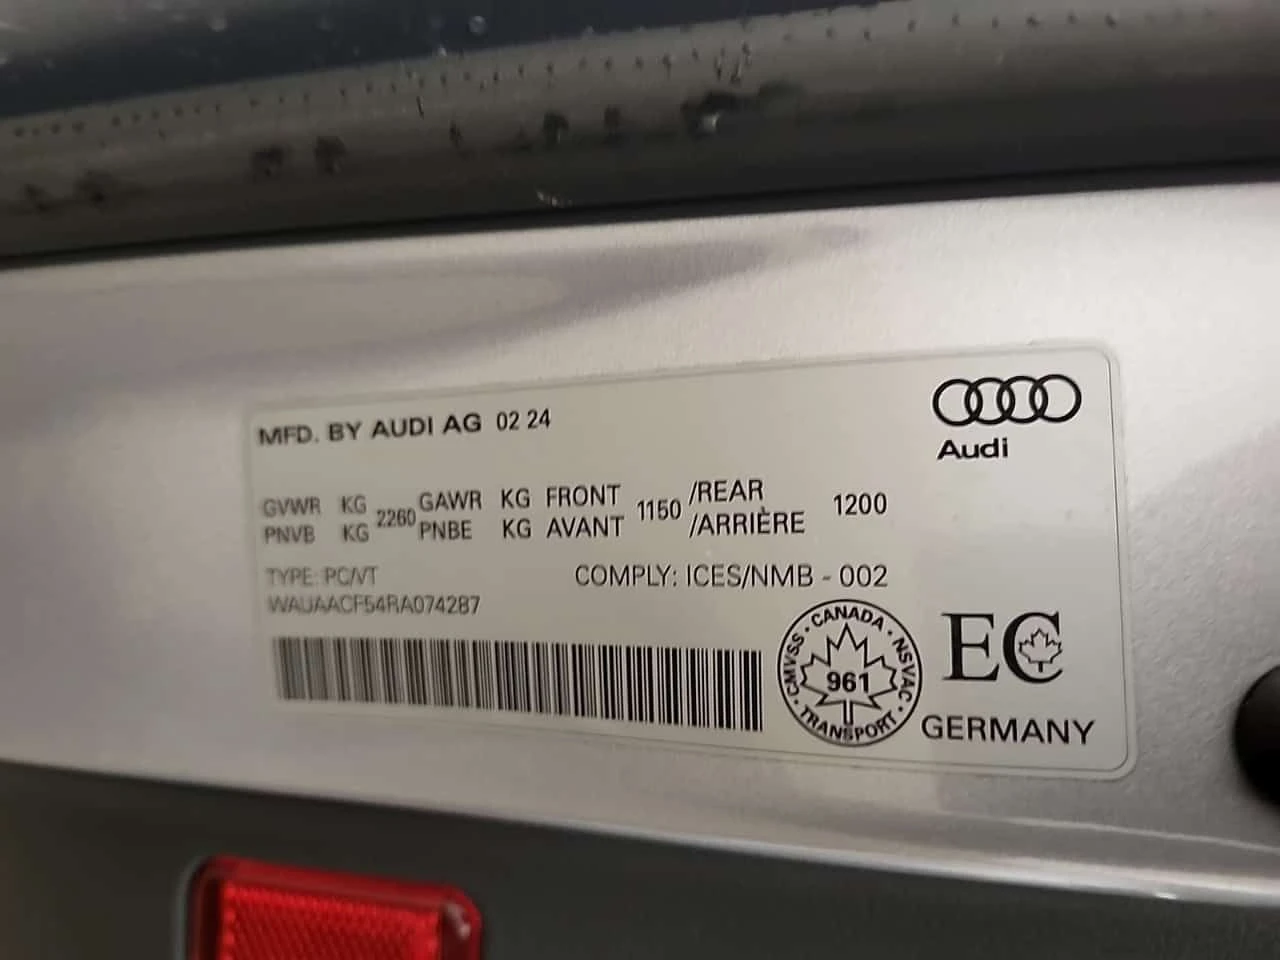 MFD. BY AUDI AG 02 24
Audi
GVWR KG 2260 GAWR KG FRONT 1150 /REAR 1200
PNVB KG PNBE KG AVANT /ARRIÈRE
TYPE: PC/VT COMPLY: ICES/NMB - 002
WAUAACF54RA074287
CANADA · NSVAC · TRANSPORT · CMVSS ·
961
EC
GERMANY